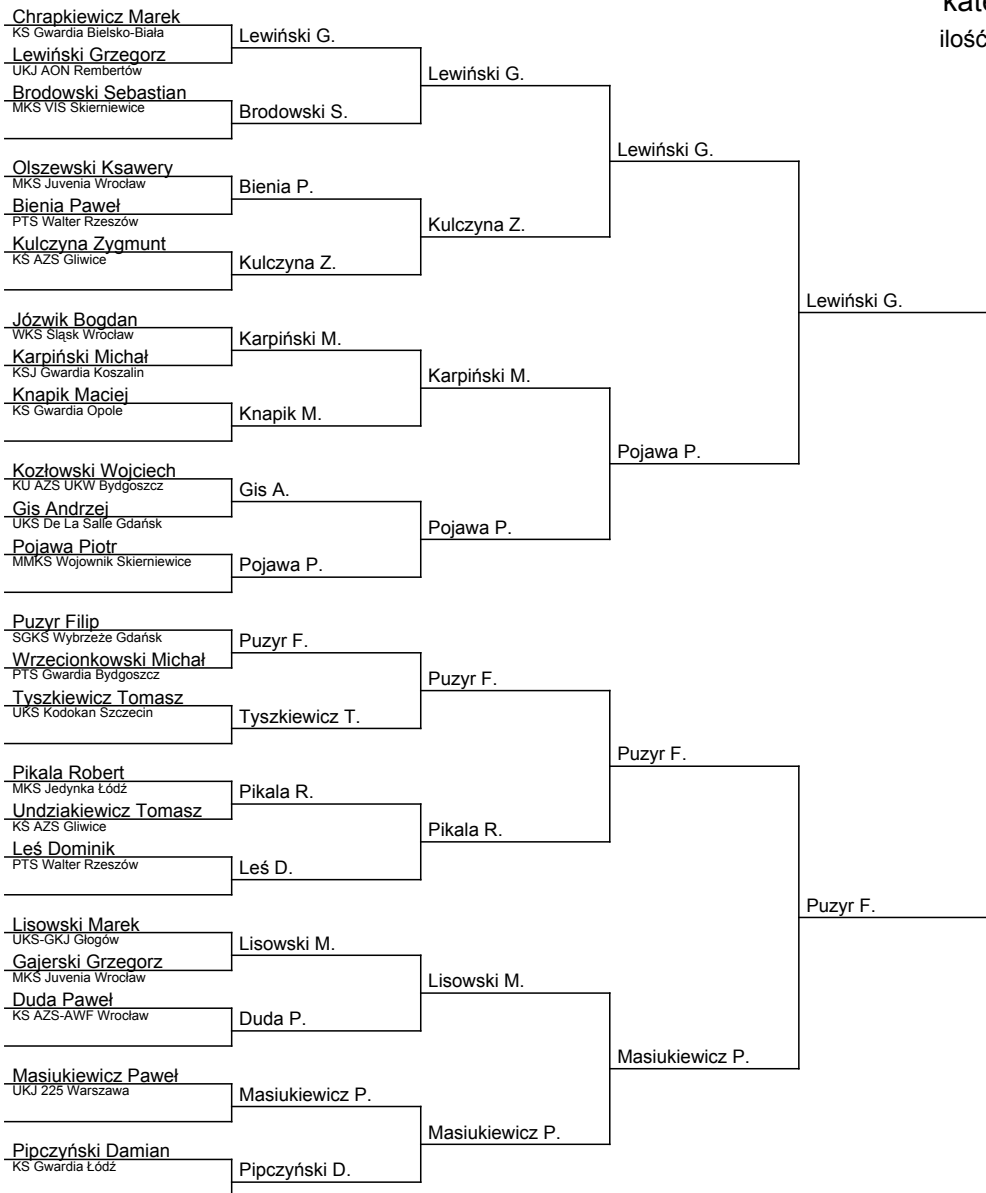 kate
ilość
Chrapkiewicz Marek
KS Gwardia Bielsko-Biała
Lewiński Grzegorz
UKJ AON Rembertów
Brodowski Sebastian
MKS VIS Skierniewice
Olszewski Ksawery
MKS Juvenia Wrocław
Bienia Paweł
PTS Walter Rzeszów
Kulczyna Zygmunt
KS AZS Gliwice
Józwik Bogdan
WKS Śląsk Wrocław
Karpiński Michał
KSJ Gwardia Koszalin
Knapik Maciej
KS Gwardia Opole
Kozłowski Wojciech
KU AZS UKW Bydgoszcz
Gis Andrzej
UKS De La Salle Gdańsk
Pojawa Piotr
MMKS Wojownik Skierniewice
Puzyr Filip
SGKS Wybrzeże Gdańsk
Wrzecionkowski Michał
PTS Gwardia Bydgoszcz
Tyszkiewicz Tomasz
UKS Kodokan Szczecin
Pikala Robert
MKS Jedynka Łódź
Undziakiewicz Tomasz
KS AZS Gliwice
Leś Dominik
PTS Walter Rzeszów
Lisowski Marek
UKS-GKJ Głogów
Gajerski Grzegorz
MKS Juvenia Wrocław
Duda Paweł
KS AZS-AWF Wrocław
Masiukiewicz Paweł
UKJ 225 Warszawa
Pipczyński Damian
KS Gwardia Łódź
Lewiński G.
Brodowski S.
Bienia P.
Kulczyna Z.
Karpiński M.
Knapik M.
Gis A.
Pojawa P.
Puzyr F.
Tyszkiewicz T.
Pikala R.
Leś D.
Lisowski M.
Duda P.
Masiukiewicz P.
Pipczyński D.
Lewiński G.
Kulczyna Z.
Karpiński M.
Pojawa P.
Puzyr F.
Pikala R.
Lisowski M.
Masiukiewicz P.
Lewiński G.
Pojawa P.
Puzyr F.
Masiukiewicz P.
Lewiński G.
Puzyr F.